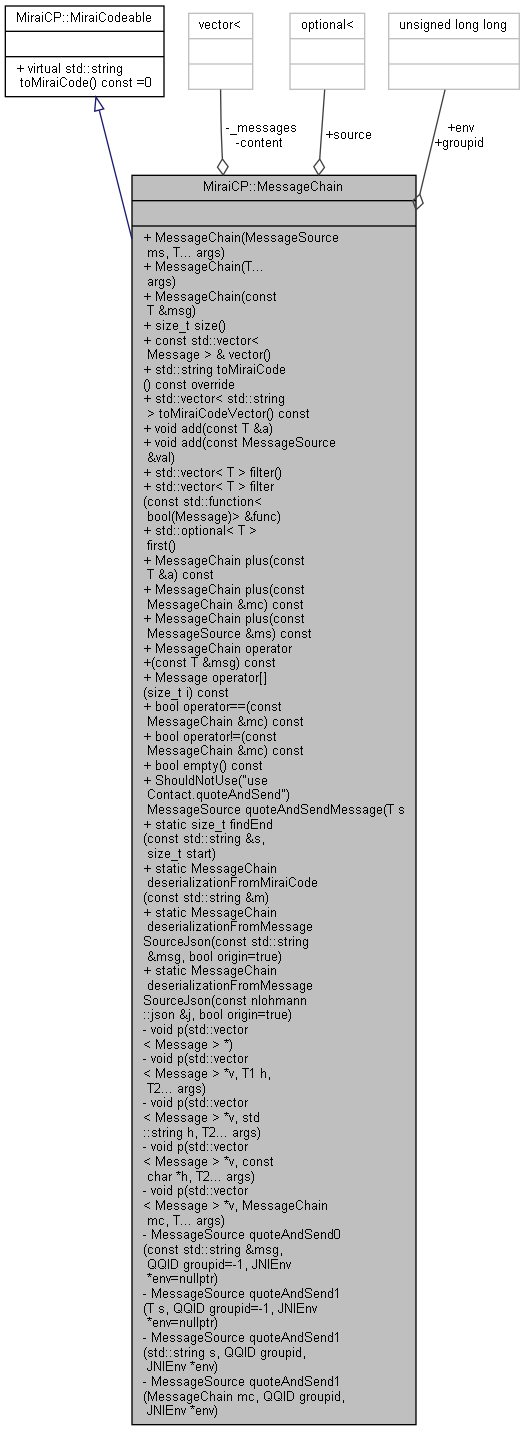 MiraiCP::MiraiCodeable
+ virtual std::string
toMiraiCode() const =0
vector<
optional<
unsigned long long
-_messages
-content
+source
+env
+groupid
MiraiCP::MessageChain
+ MessageChain(MessageSource
ms, T... args)
+ MessageChain(T...
args)
+ MessageChain(const
T &msg)
+ size_t size()
+ const std::vector<
Message > & vector()
+ std::string toMiraiCode
() const override
+ std::vector< std::string
> toMiraiCodeVector() const
+ void add(const T &a)
+ void add(const MessageSource
&val)
+ std::vector< T > filter()
+ std::vector< T > filter
(const std::function<
bool(Message)> &func)
+ std::optional< T >
first()
+ MessageChain plus(const
T &a) const
+ MessageChain plus(const
MessageChain &mc) const
+ MessageChain plus(const
MessageSource &ms) const
+ MessageChain operator
+(const T &msg) const
+ Message operator[]
(size_t i) const
+ bool operator==(const
MessageChain &mc) const
+ bool operator!=(const
MessageChain &mc) const
+ bool empty() const
+ ShouldNotUse("use
Contact.quoteAndSend")
MessageSource quoteAndSendMessage(T s
+ static size_t findEnd
(const std::string &s,
size_t start)
+ static MessageChain
deserializationFromMiraiCode
(const std::string &m)
+ static MessageChain
deserializationFromMessage
SourceJson(const std::string
&msg, bool origin=true)
+ static MessageChain
deserializationFromMessage
SourceJson(const nlohmann
::json &j, bool origin=true)
- void p(std::vector
< Message > *)
- void p(std::vector
< Message > *v, T1 h,
T2... args)
- void p(std::vector
< Message > *v, std
::string h, T2... args)
- void p(std::vector
< Message > *v, const
char *h, T2... args)
- void p(std::vector
< Message > *v, MessageChain
mc, T... args)
- MessageSource quoteAndSend0
(const std::string &msg,
QQID groupid=-1, JNIEnv
*env=nullptr)
- MessageSource quoteAndSend1
(T s, QQID groupid=-1, JNIEnv
*env=nullptr)
- MessageSource quoteAndSend1
(std::string s, QQID groupid,
JNIEnv *env)
- MessageSource quoteAndSend1
(MessageChain mc, QQID groupid,
JNIEnv *env)